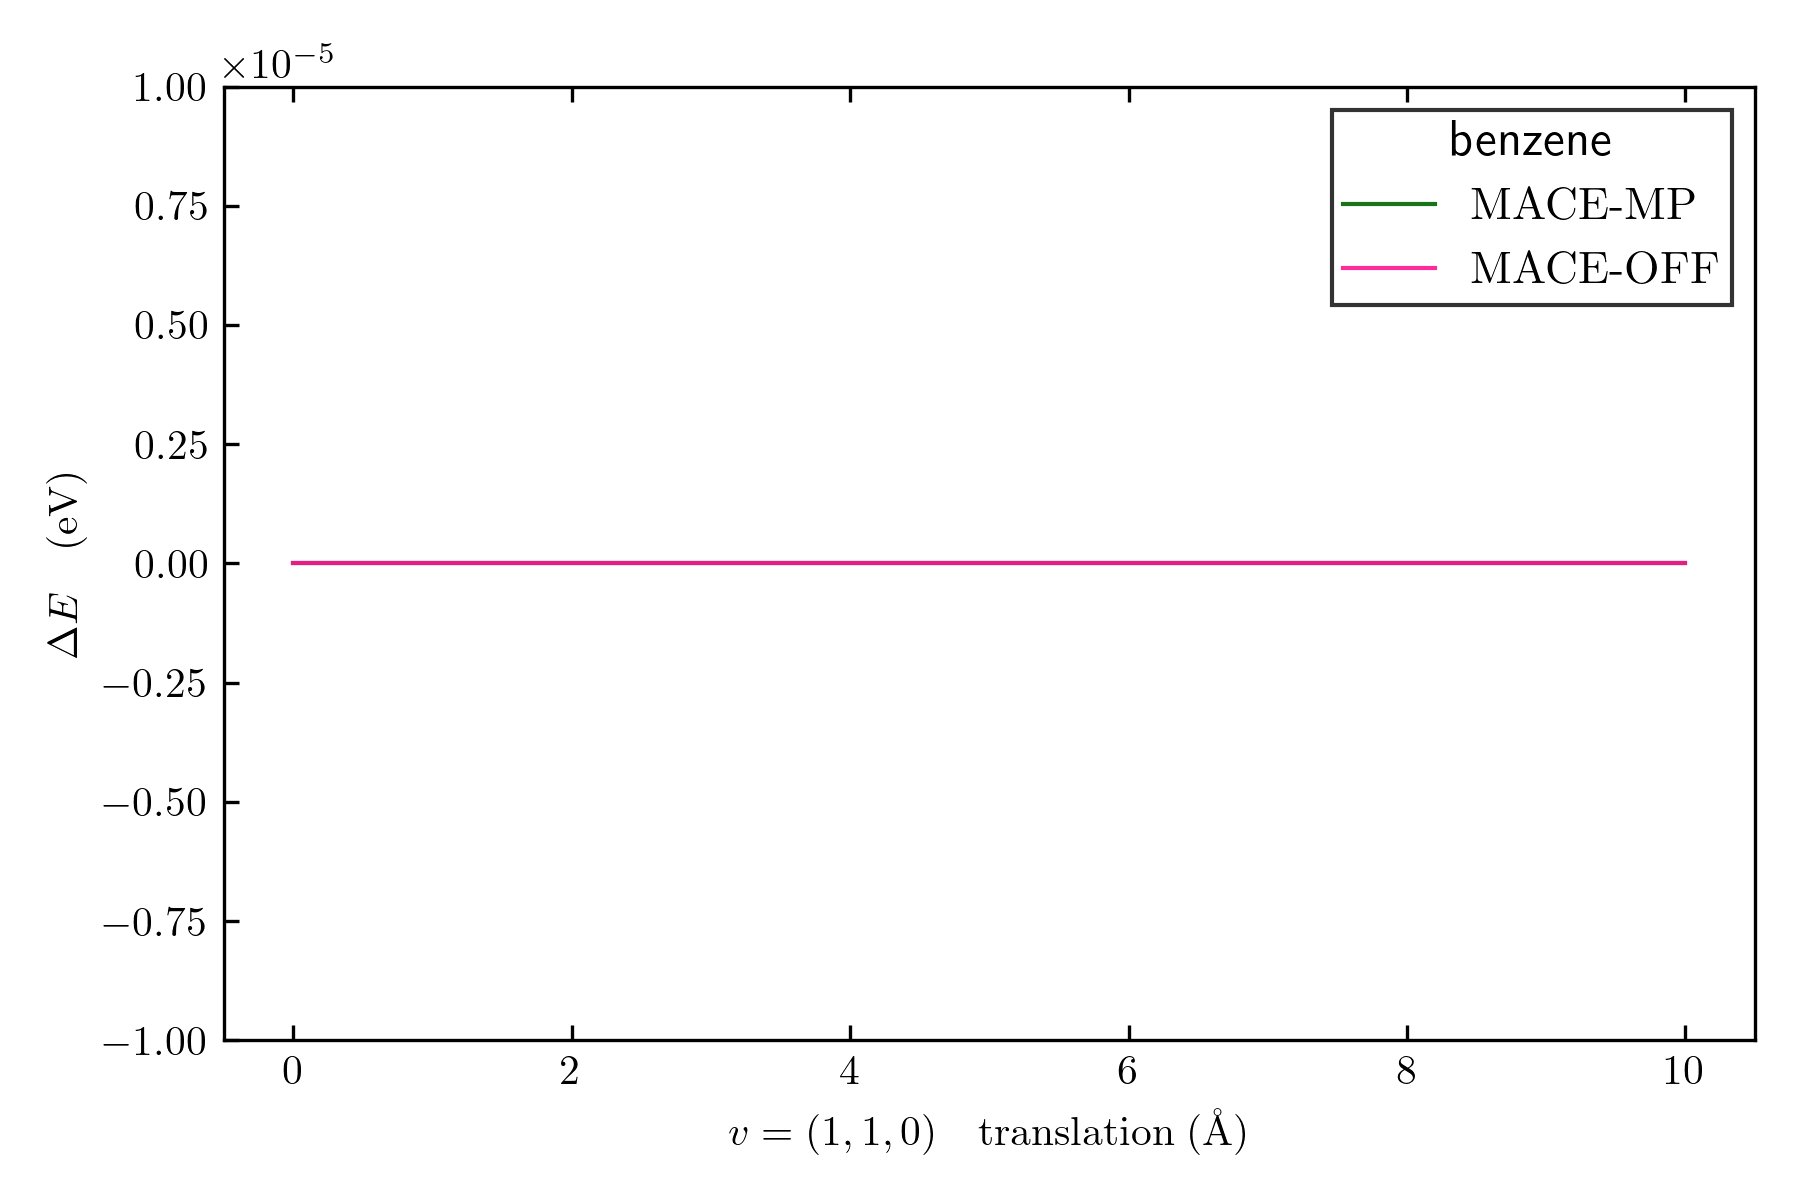 ×10⁻⁵
1.00
0.75
0.50
0.25
0.00
−0.25
−0.50
−0.75
−1.00
ΔE (eV)
benzene
MACE-MP
MACE-OFF
0 2 4 6 8 10
v = (1, 1, 0) translation (Å)